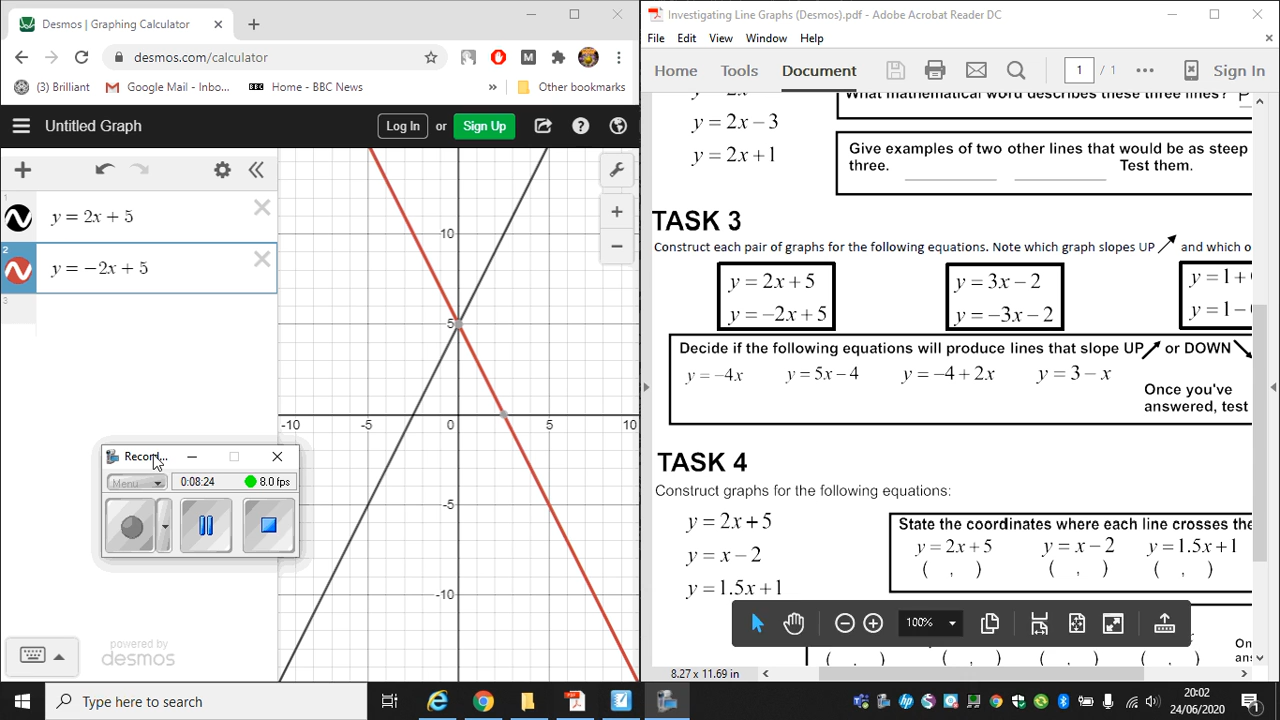 Desmos | Graphing Calculator
desmos.com/calculator
M
(3) Brilliant
Google Mail - Inbo...
BBC Home - BBC News
»
Other bookmarks
Untitled Graph
Log In or Sign Up
1
y = 2x + 5
2
y = −2x + 5
3
10
5
-10 -5 0 5 10
-5
-10
powered by
desmos
Record...
Menu 0:08:24 8.0 fps
Investigating Line Graphs (Desmos).pdf - Adobe Acrobat Reader DC
File Edit View Window Help
Home Tools Document 1 / 1 Sign In
What mathematical word describes these three lines?
y = 2x − 3
y = 2x + 1
Give examples of two other lines that would be as steep
three. Test them.
TASK 3
Construct each pair of graphs for the following equations. Note which graph slopes UP and which
y = 2x + 5
y = −2x + 5
y = 3x − 2
y = −3x − 2
y = 1 +
y = 1 −
Decide if the following equations will produce lines that slope UP or DOWN
y = −4x y = 5x − 4 y = −4 + 2x y = 3 − x
Once you've
answered, test
TASK 4
Construct graphs for the following equations:
y = 2x + 5
y = x − 2
y = 1.5x + 1
State the coordinates where each line crosses the
y = 2x + 5 y = x − 2 y = 1.5x + 1
( , ) ( , ) ( , )
100%
( , ) ( , ) ( , ) ( , )
8.27 x 11.69 in
Type here to search
20:02
24/06/2020
1